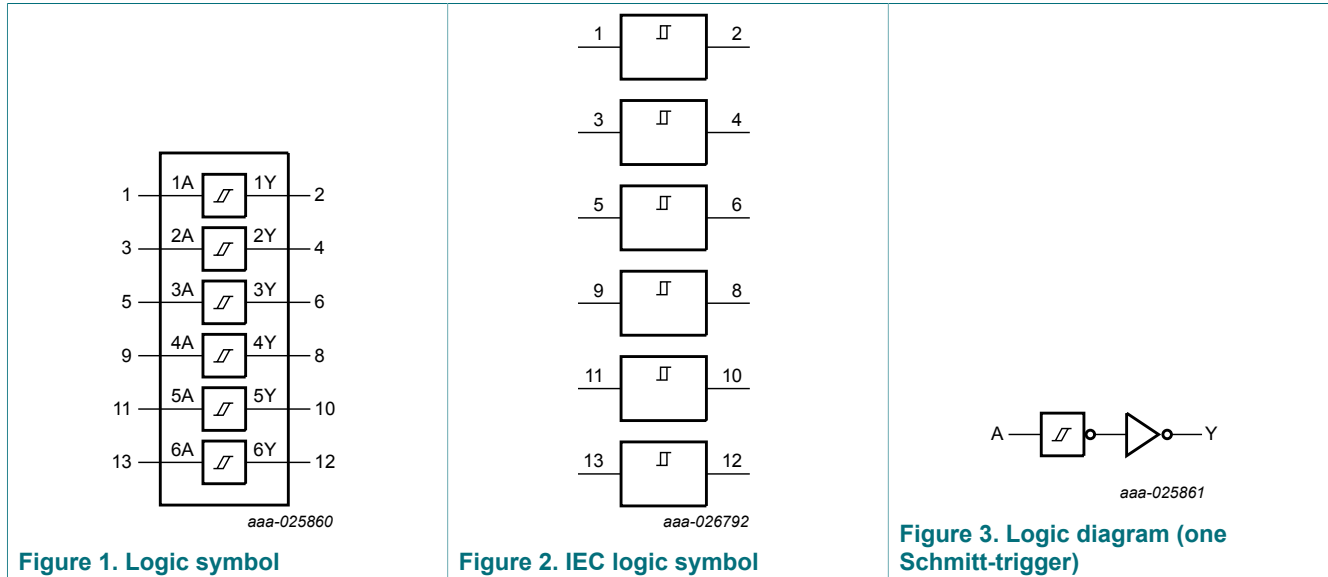 1 1A 1Y 2
3 2A 2Y 4
5 3A 3Y 6
9 4A 4Y 8
11 5A 5Y 10
13 6A 6Y 12
aaa-025860
Figure 1. Logic symbol
1 2
3 4
5 6
9 8
11 10
13 12
aaa-026792
Figure 2. IEC logic symbol
A Y
aaa-025861
Figure 3. Logic diagram (one
Schmitt-trigger)